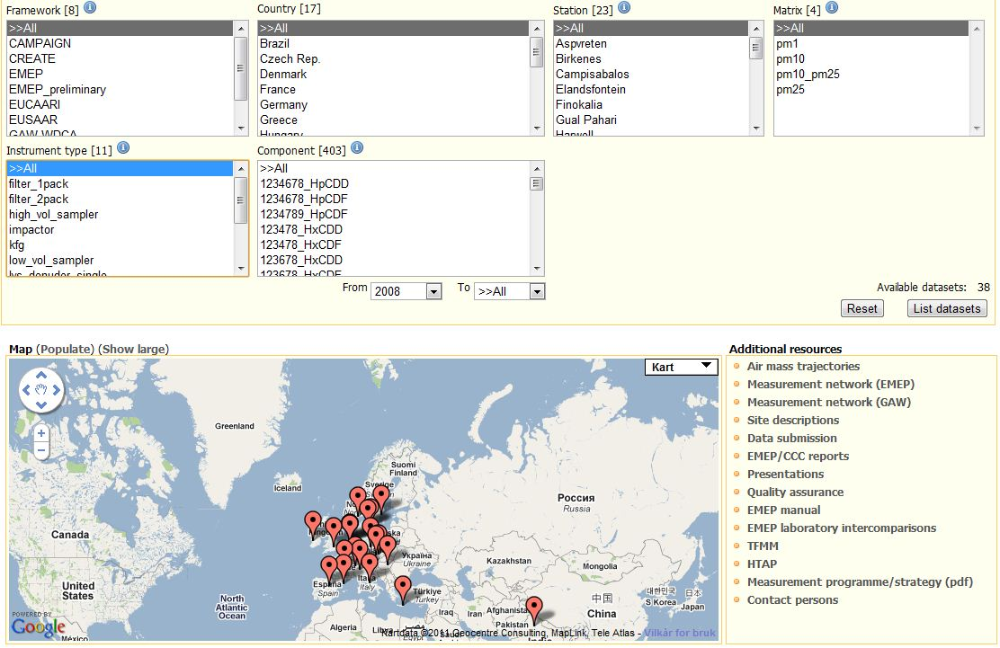 Framework [8]
Country [17]
Station [23]
Matrix [4]
>>All
CAMPAIGN
CREATE
EMEP
EMEP_preliminary
EUCAARI
EUSAAR
GAW-WDCA
>>All
Brazil
Czech Rep.
Denmark
France
Germany
Greece
Hungary
>>All
Aspvreten
Birkenes
Campisabalos
Elandsfontein
Finokalia
Gual Pahari
Harwell
>>All
pm1
pm10
pm10_pm25
pm25
Instrument type [11]
Component [403]
>>All
filter_1pack
filter_2pack
high_vol_sampler
impactor
kfg
low_vol_sampler
lvs_denuder_single
>>All
1234678_HpCDD
1234678_HpCDF
1234789_HpCDF
123478_HxCDD
123478_HxCDF
123678_HxCDD
123678_HxCDF
From 2008 To >>All
Available datasets: 38
Reset List datasets
Map (Populate) (Show large)
Kart
Greenland
Iceland
Suomi
Finland
Sverige
Россия
Russia
Canada
United
States
North
Atlantic
Ocean
México
España
Spain
Italia
Italy
Україна
Ukraine
Türkiye
Turkey
Kazakhstan
Mongolia
中国
China
대한민국
S Korea
日本
Japan
Iraq
Iran
Afghanistan
Pakistan
India
Algeria
Libya
POWERED BY
Google
Kartdata ©2011 Geocentre Consulting, MapLink, Tele Atlas - Vilkår for bruk
Additional resources
Air mass trajectories
Measurement network (EMEP)
Measurement network (GAW)
Site descriptions
Data submission
EMEP/CCC reports
Presentations
Quality assurance
EMEP manual
EMEP laboratory intercomparisons
TFMM
HTAP
Measurement programme/strategy (pdf)
Contact persons